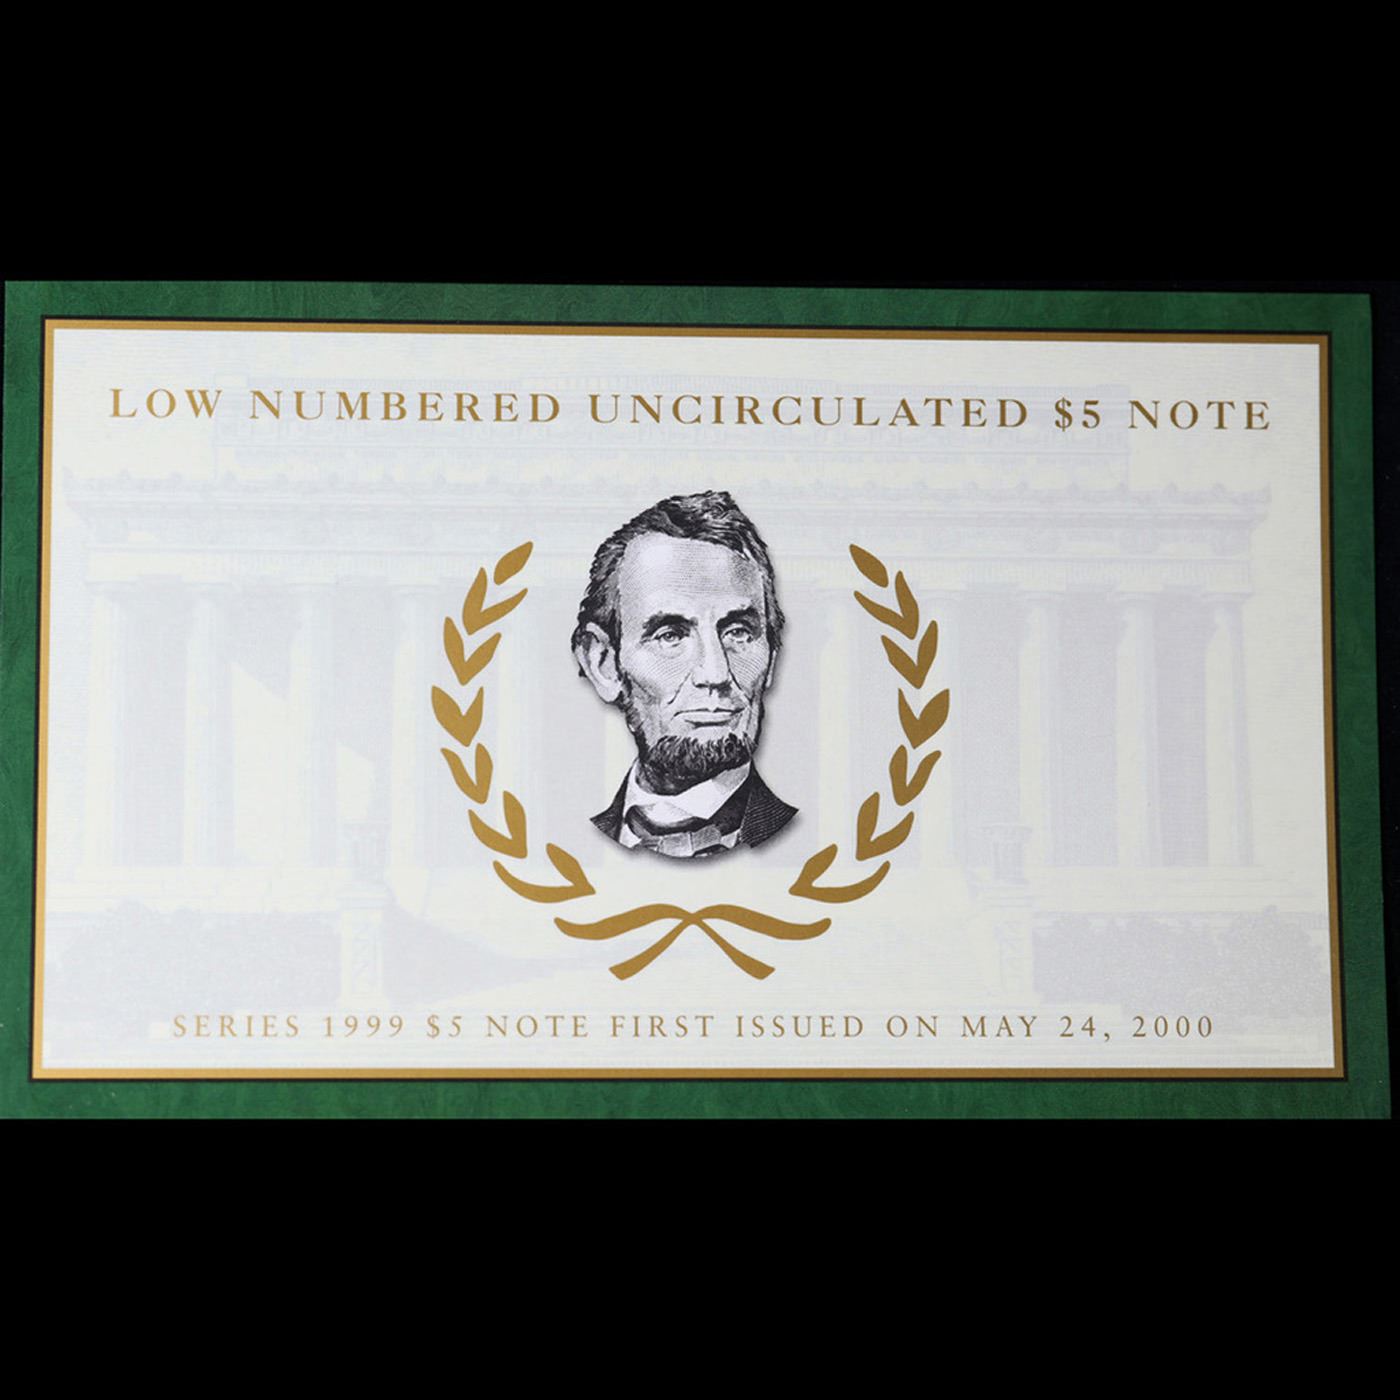 LOW NUMBERED UNCIRCULATED $5 NOTE
SERIES 1999 $5 NOTE FIRST ISSUED ON MAY 24, 2000